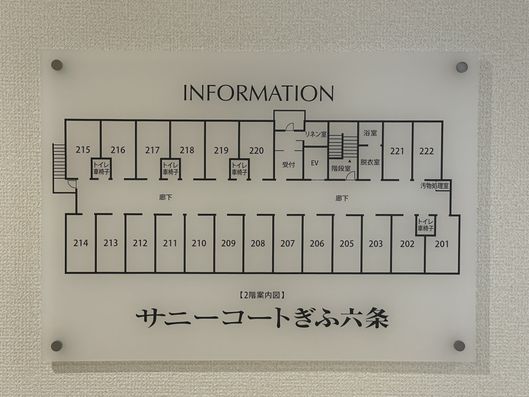 INFORMATION
リネン室
浴室
215 216 217 218 219 220 221 222
トイレ 車椅子
トイレ 車椅子
トイレ 車椅子
受付
EV
階段室
脱衣室
汚物処理室
廊下
廊下
トイレ 車椅子
214 213 212 211 210 209 208 207 206 205 203 202 201
【2階案内図】
サニーコートぎふ六条